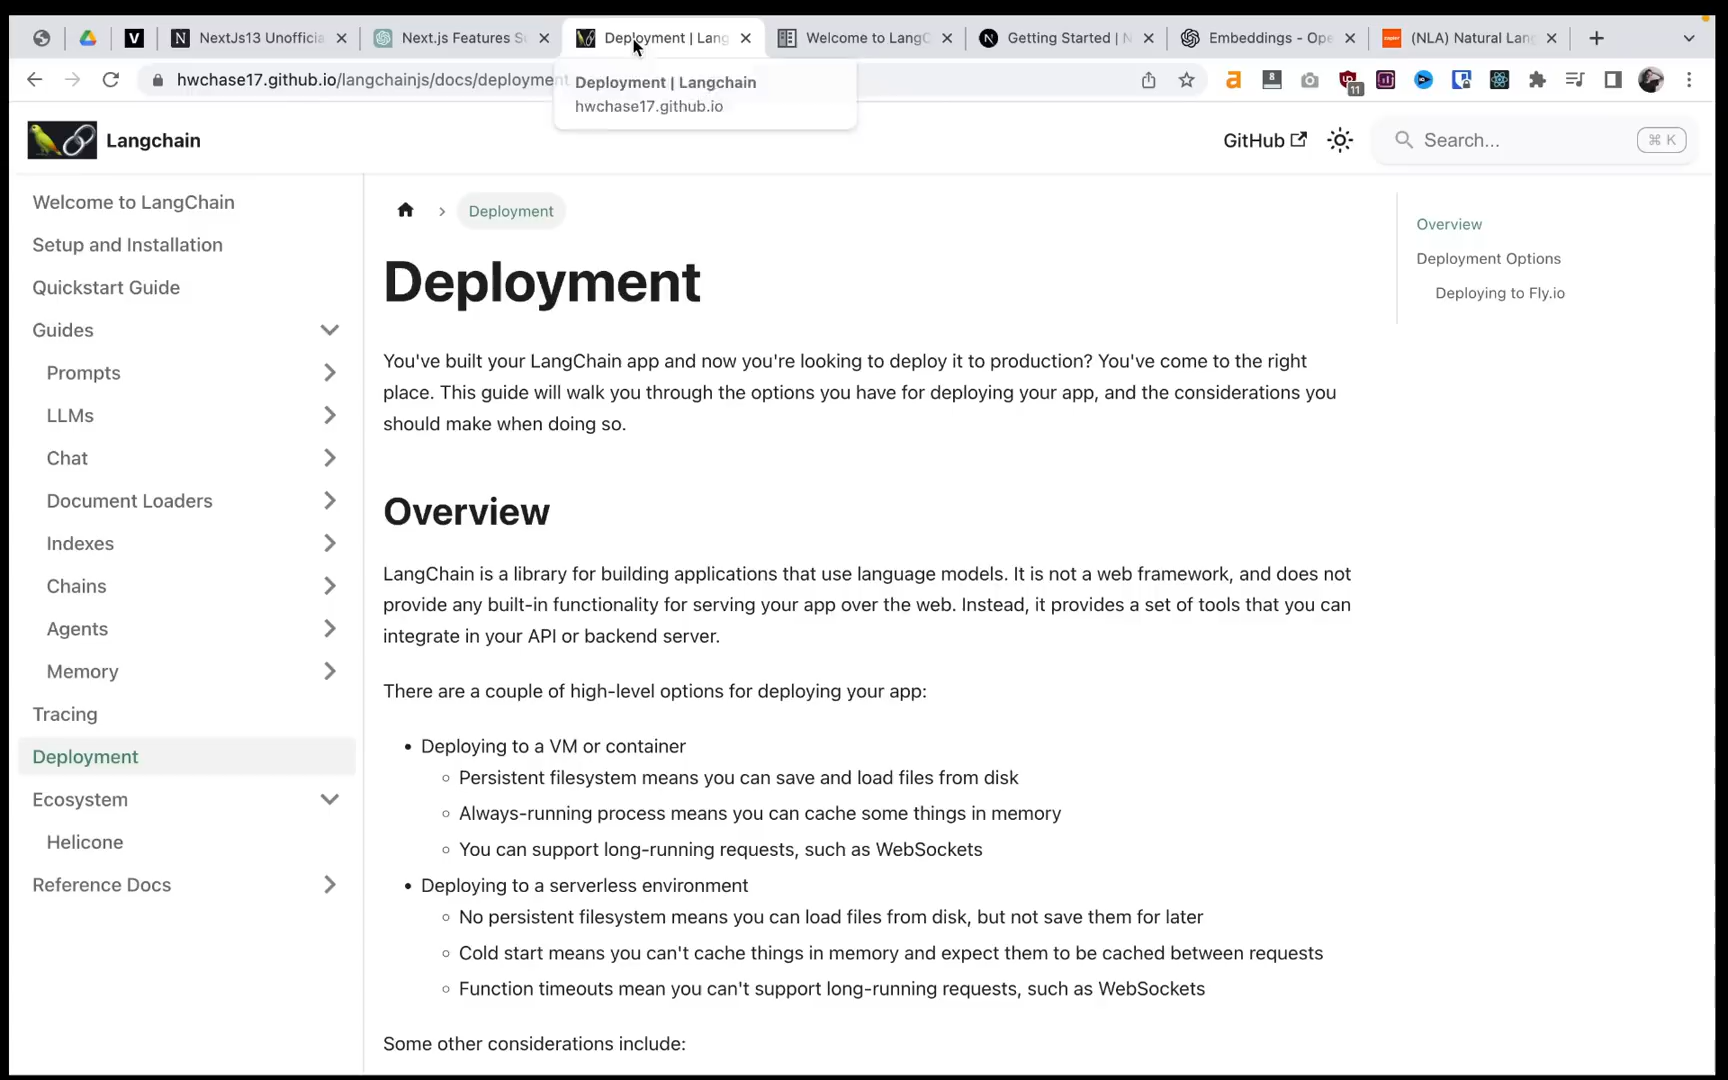 V
N NextJs13 Unofficia
Next.js Features Su
Deployment | Lang
Welcome to LangC
N Getting Started | N
Embeddings - Ope
(NLA) Natural Lang
hwchase17.github.io/langchainjs/docs/deployment
a
8
11
Deployment | Langchain
hwchase17.github.io
Langchain
GitHub
Search...
⌘ K
Welcome to LangChain
Setup and Installation
Quickstart Guide
Guides
Prompts
LLMs
Chat
Document Loaders
Indexes
Chains
Agents
Memory
Tracing
Deployment
Ecosystem
Helicone
Reference Docs
Deployment
Deployment
You've built your LangChain app and now you're looking to deploy it to production? You've come to the right
place. This guide will walk you through the options you have for deploying your app, and the considerations you
should make when doing so.
Overview
LangChain is a library for building applications that use language models. It is not a web framework, and does not
provide any built-in functionality for serving your app over the web. Instead, it provides a set of tools that you can
integrate in your API or backend server.
There are a couple of high-level options for deploying your app:
• Deploying to a VM or container
◦ Persistent filesystem means you can save and load files from disk
◦ Always-running process means you can cache some things in memory
◦ You can support long-running requests, such as WebSockets
• Deploying to a serverless environment
◦ No persistent filesystem means you can load files from disk, but not save them for later
◦ Cold start means you can't cache things in memory and expect them to be cached between requests
◦ Function timeouts mean you can't support long-running requests, such as WebSockets
Some other considerations include:
Overview
Deployment Options
Deploying to Fly.io